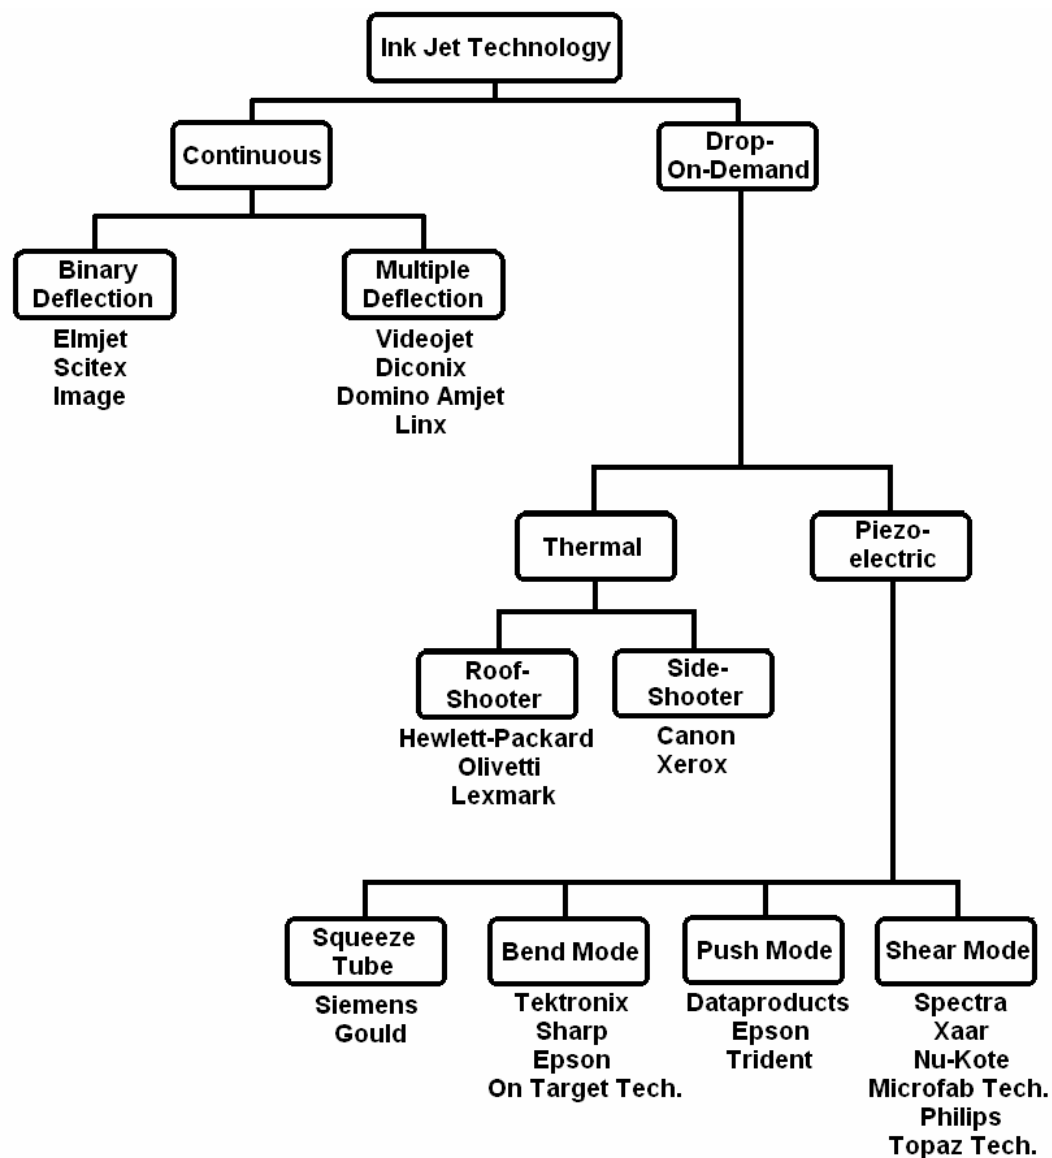 Ink Jet Technology
Continuous
Drop-
On-Demand
Binary
Deflection
Elmjet
Scitex
Image
Multiple
Deflection
Videojet
Diconix
Domino Amjet
Linx
Thermal
Piezo-
electric
Roof-
Shooter
Hewlett-Packard
Olivetti
Lexmark
Side-
Shooter
Canon
Xerox
Squeeze
Tube
Siemens
Gould
Bend Mode
Tektronix
Sharp
Epson
On Target Tech.
Push Mode
Dataproducts
Epson
Trident
Shear Mode
Spectra
Xaar
Nu-Kote
Microfab Tech.
Philips
Topaz Tech.